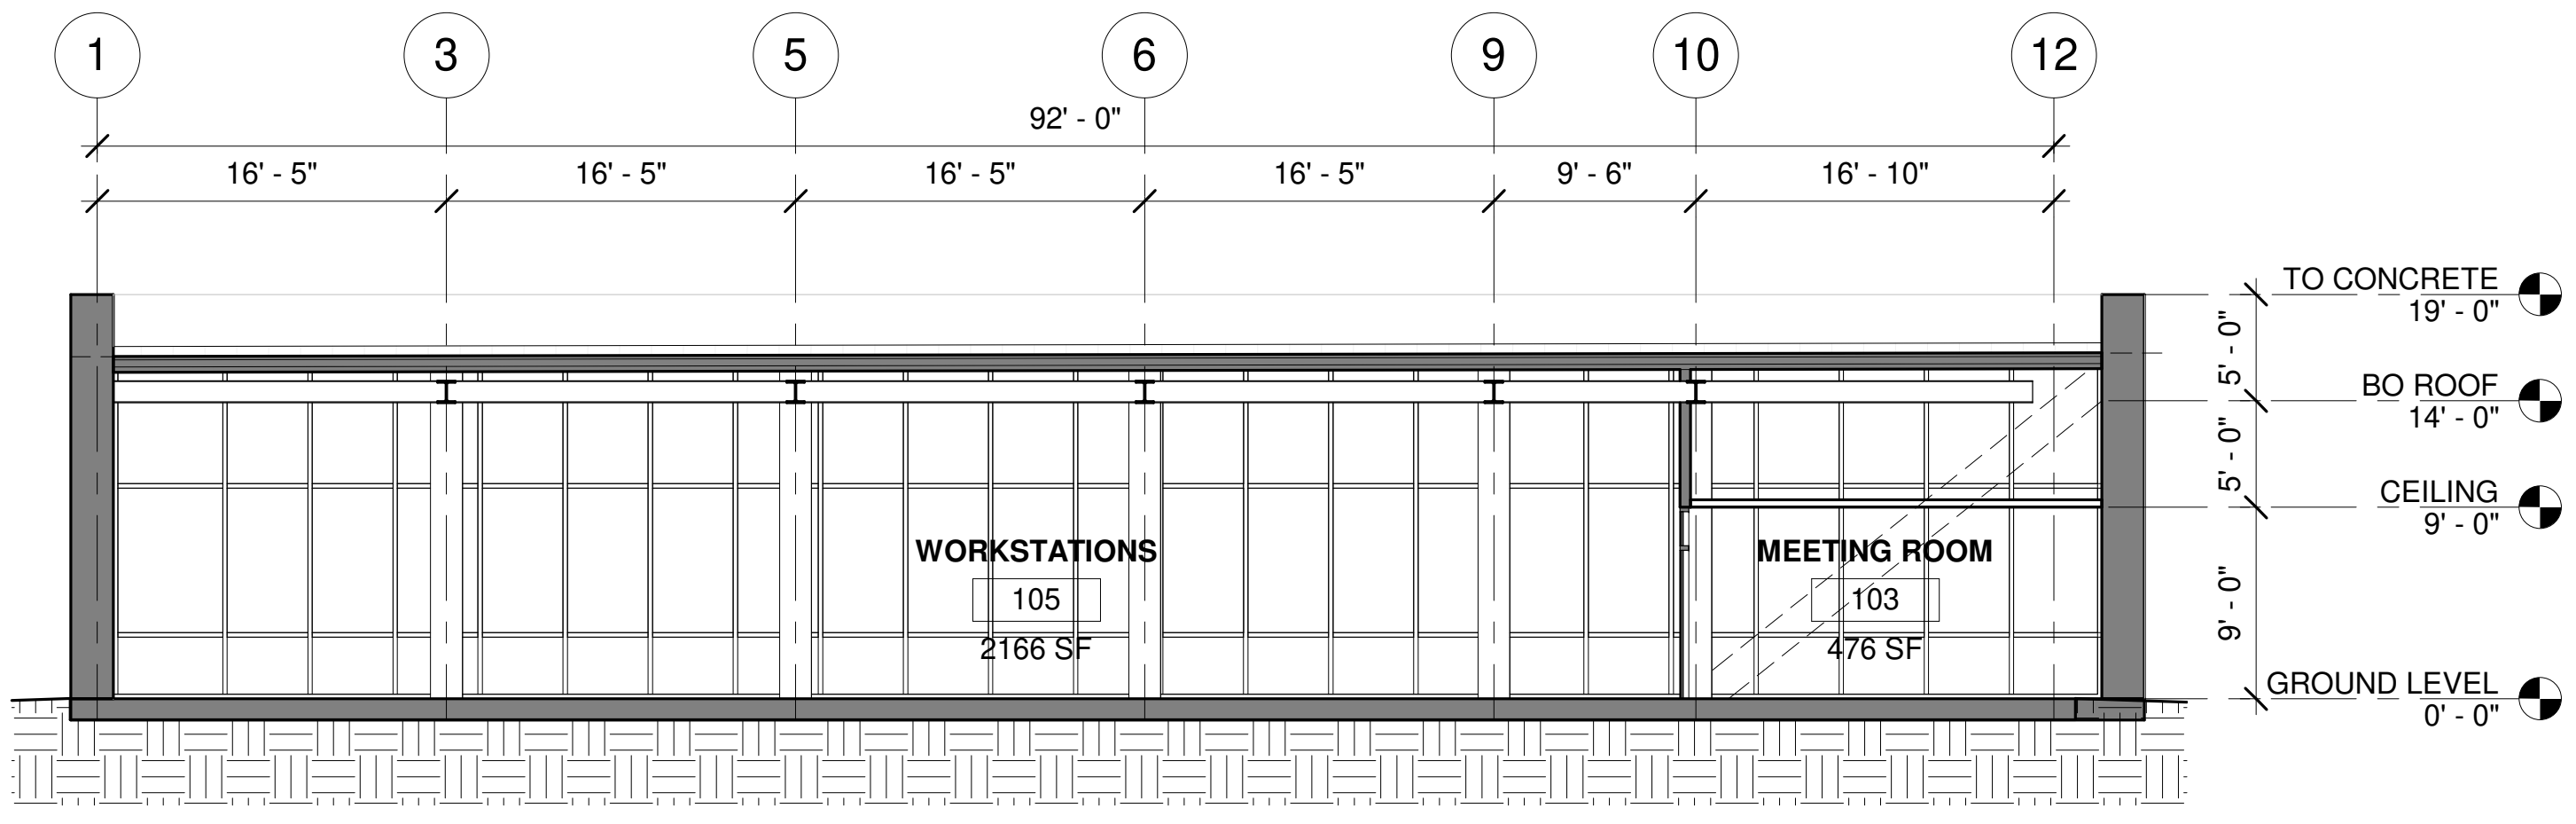 1 3 5 6 9 10 12
92' - 0"
16' - 5" 16' - 5" 16' - 5" 16' - 5" 9' - 6" 16' - 10"
TO CONCRETE
19' - 0"
5' - 0"
BO ROOF
14' - 0"
5' - 0"
CEILING
9' - 0"
9' - 0"
GROUND LEVEL
0' - 0"
WORKSTATIONS
105
2166 SF
MEETING ROOM
103
476 SF